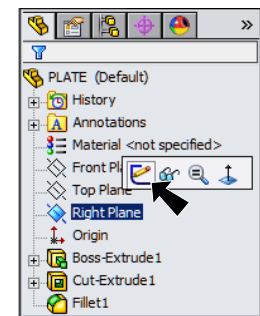 »
PLATE (Default)
History
A Annotations
Material <not specified>
Front Pl
Top Plane
Right Plane
Origin
Boss-Extrude1
Cut-Extrude1
Fillet1